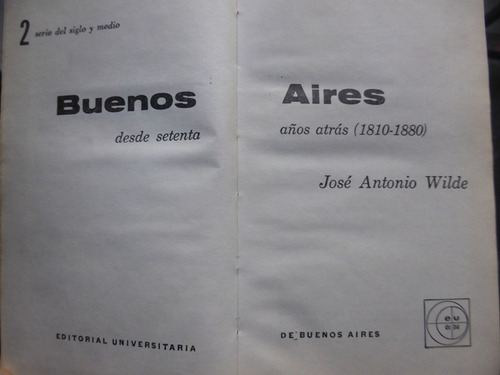 2 serie del siglo y medio
Buenos Aires
desde setenta años atrás (1810-1880)
José Antonio Wilde
EDITORIAL UNIVERSITARIA DE BUENOS AIRES
eu